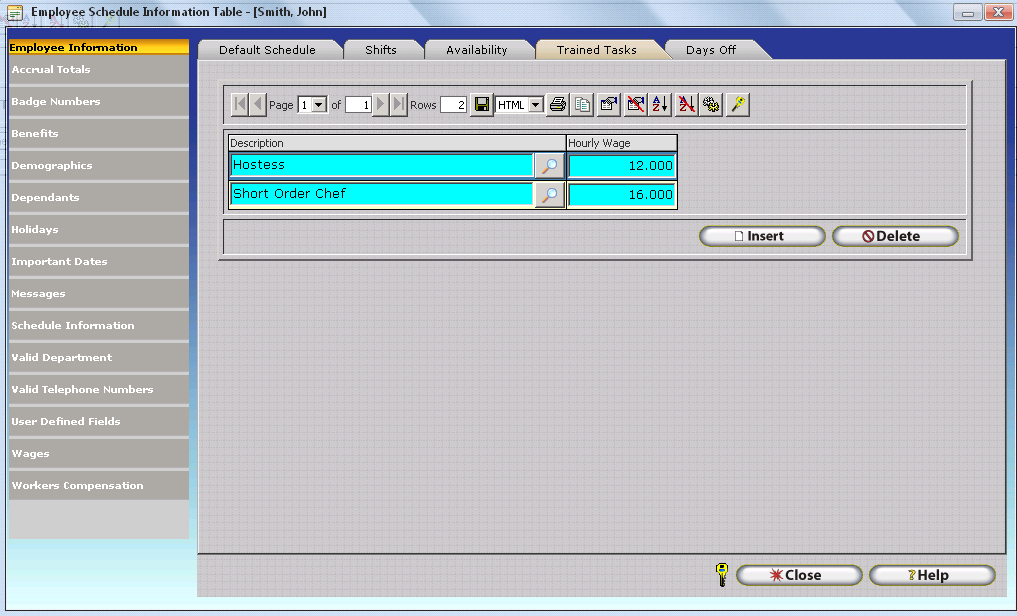 Employee Schedule Information Table - [Smith, John]
Employee Information
Accrual Totals
Badge Numbers
Benefits
Demographics
Dependants
Holidays
Important Dates
Messages
Schedule Information
Valid Department
Valid Telephone Numbers
User Defined Fields
Wages
Workers Compensation
Default Schedule Shifts Availability Trained Tasks Days Off
Page 1 of 1 Rows 2 HTML
Description Hourly Wage
Hostess 12.000
Short Order Chef 16.000
Insert Delete
Close ?Help